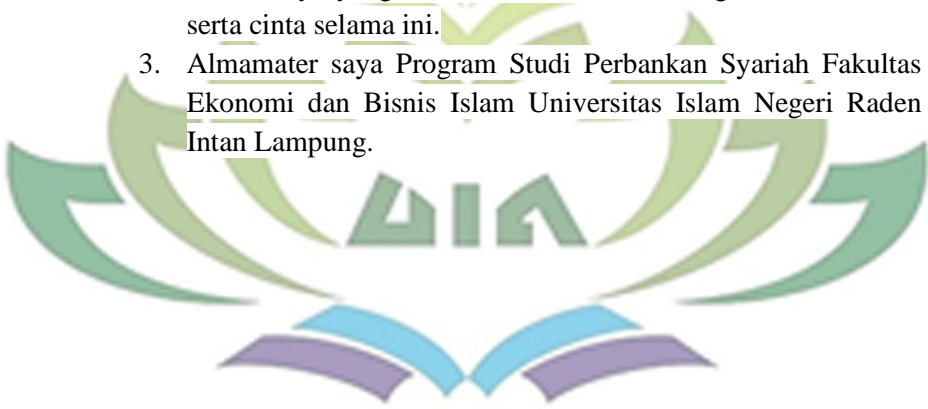 serta cinta selama ini.
3. Almamater saya Program Studi Perbankan Syariah Fakultas
Ekonomi dan Bisnis Islam Universitas Islam Negeri Raden
Intan Lampung.
UIN